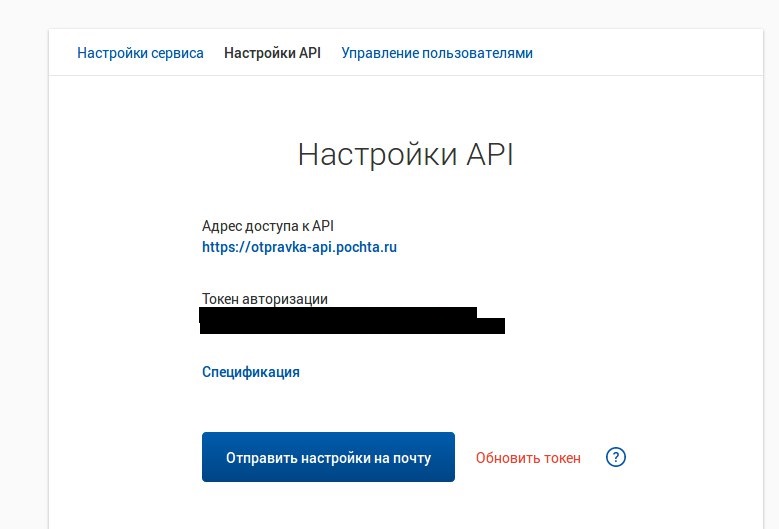 Настройки сервиса Настройки API Управление пользователями
Настройки API
Адрес доступа к API
https://otpravka-api.pochta.ru
Токен авторизации
Спецификация
Отправить настройки на почту Обновить токен ?